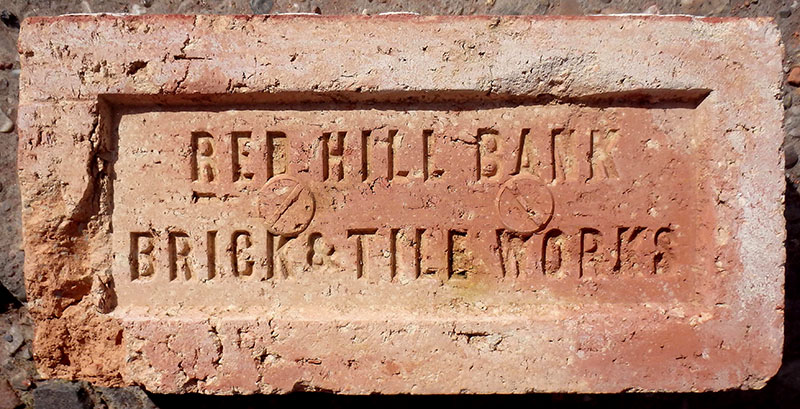 RED HILL BANK
BRICK & TILE WORKS